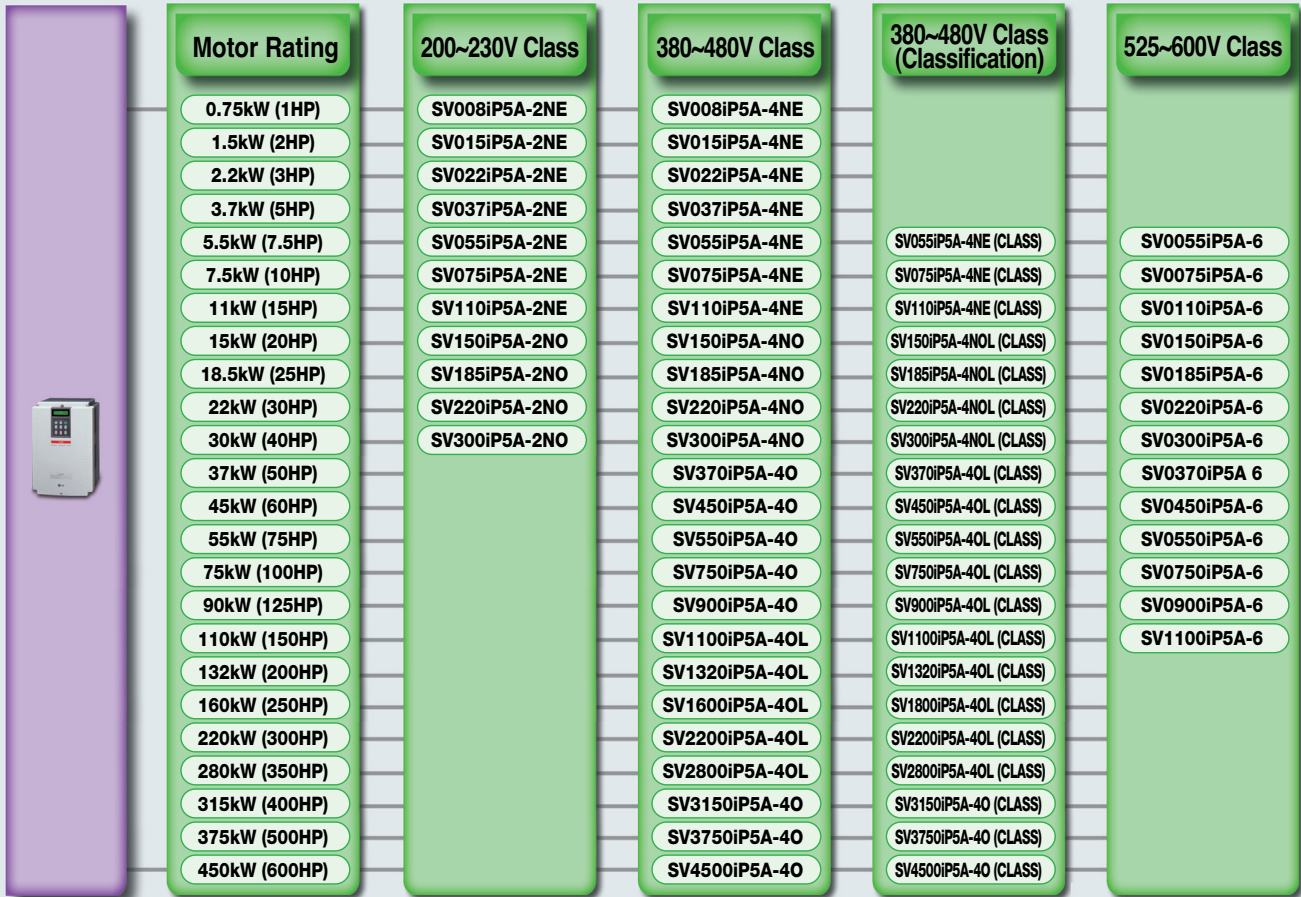 Motor Rating 200~230V Class 380~480V Class 380~480V Class (Classification) 525~600V Class
0.75kW (1HP) SV008iP5A-2NE SV008iP5A-4NE
1.5kW (2HP) SV015iP5A-2NE SV015iP5A-4NE
2.2kW (3HP) SV022iP5A-2NE SV022iP5A-4NE
3.7kW (5HP) SV037iP5A-2NE SV037iP5A-4NE
5.5kW (7.5HP) SV055iP5A-2NE SV055iP5A-4NE SV055iP5A-4NE (CLASS) SV0055iP5A-6
7.5kW (10HP) SV075iP5A-2NE SV075iP5A-4NE SV075iP5A-4NE (CLASS) SV0075iP5A-6
11kW (15HP) SV110iP5A-2NE SV110iP5A-4NE SV110iP5A-4NE (CLASS) SV0110iP5A-6
15kW (20HP) SV150iP5A-2NO SV150iP5A-4NO SV150iP5A-4NOL (CLASS) SV0150iP5A-6
18.5kW (25HP) SV185iP5A-2NO SV185iP5A-4NO SV185iP5A-4NOL (CLASS) SV0185iP5A-6
22kW (30HP) SV220iP5A-2NO SV220iP5A-4NO SV220iP5A-4NOL (CLASS) SV0220iP5A-6
30kW (40HP) SV300iP5A-2NO SV300iP5A-4NO SV300iP5A-4NOL (CLASS) SV0300iP5A-6
37kW (50HP) SV370iP5A-4O SV370iP5A-4OL (CLASS) SV0370iP5A 6
45kW (60HP) SV450iP5A-4O SV450iP5A-4OL (CLASS) SV0450iP5A-6
55kW (75HP) SV550iP5A-4O SV550iP5A-4OL (CLASS) SV0550iP5A-6
75kW (100HP) SV750iP5A-4O SV750iP5A-4OL (CLASS) SV0750iP5A-6
90kW (125HP) SV900iP5A-4O SV900iP5A-4OL (CLASS) SV0900iP5A-6
110kW (150HP) SV1100iP5A-4OL SV1100iP5A-4OL (CLASS) SV1100iP5A-6
132kW (200HP) SV1320iP5A-4OL SV1320iP5A-4OL (CLASS)
160kW (250HP) SV1600iP5A-4OL SV1800iP5A-4OL (CLASS)
220kW (300HP) SV2200iP5A-4OL SV2200iP5A-4OL (CLASS)
280kW (350HP) SV2800iP5A-4OL SV2800iP5A-4OL (CLASS)
315kW (400HP) SV3150iP5A-4O SV3150iP5A-4O (CLASS)
375kW (500HP) SV3750iP5A-4O SV3750iP5A-4O (CLASS)
450kW (600HP) SV4500iP5A-4O SV4500iP5A-4O (CLASS)